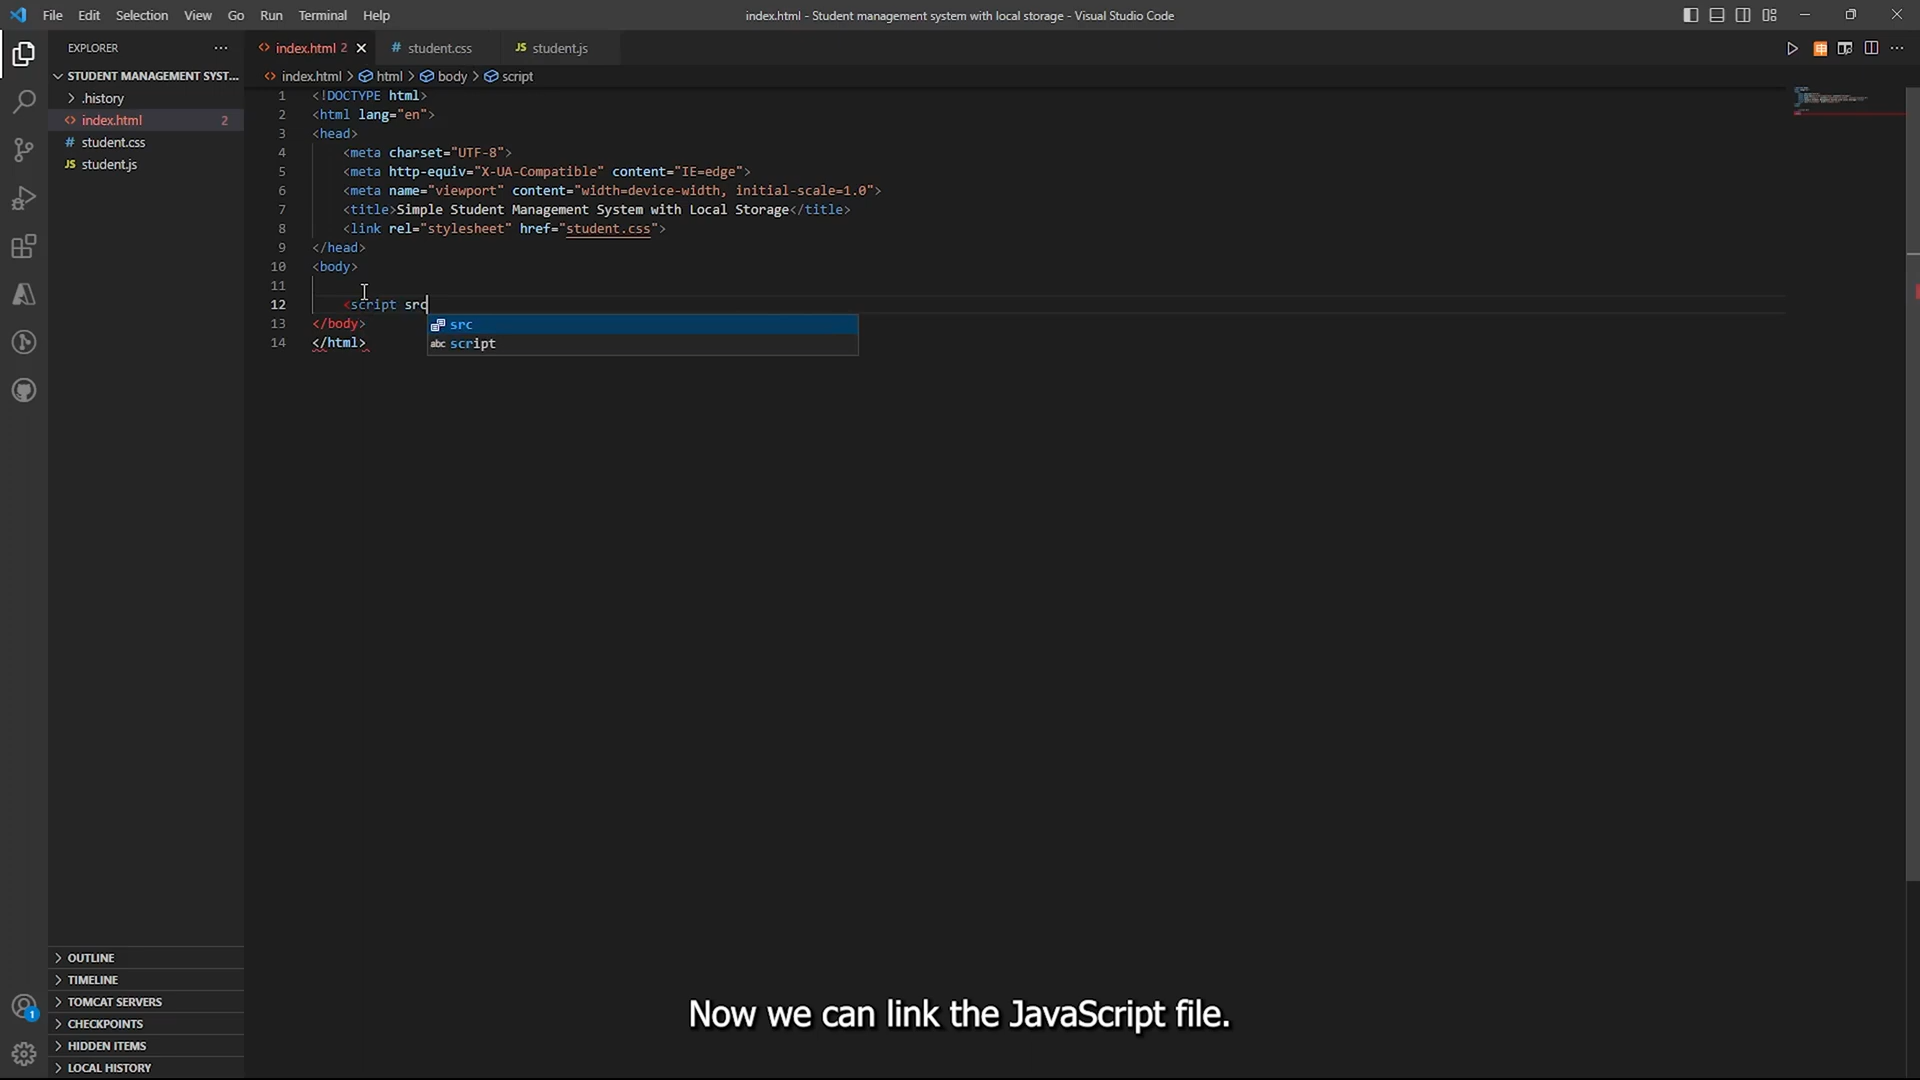 File Edit Selection View Go Run Terminal Help
index.html - Student management system with local storage - Visual Studio Code
EXPLORER
STUDENT MANAGEMENT SYST...
.history
index.html 2
student.css
student.js
index.html 2
student.css
JS student.js
index.html > html > body > script
1 <!DOCTYPE html>
2 <html lang="en">
3 <head>
4 <meta charset="UTF-8">
5 <meta http-equiv="X-UA-Compatible" content="IE=edge">
6 <meta name="viewport" content="width=device-width, initial-scale=1.0">
7 <title>Simple Student Management System with Local Storage</title>
8 <link rel="stylesheet" href="student.css">
9 </head>
10 <body>
11
12 <script src
13 </body>
14 </html>
src
abc script
OUTLINE
TIMELINE
TOMCAT SERVERS
CHECKPOINTS
HIDDEN ITEMS
LOCAL HISTORY
1
Now we can link the JavaScript file.